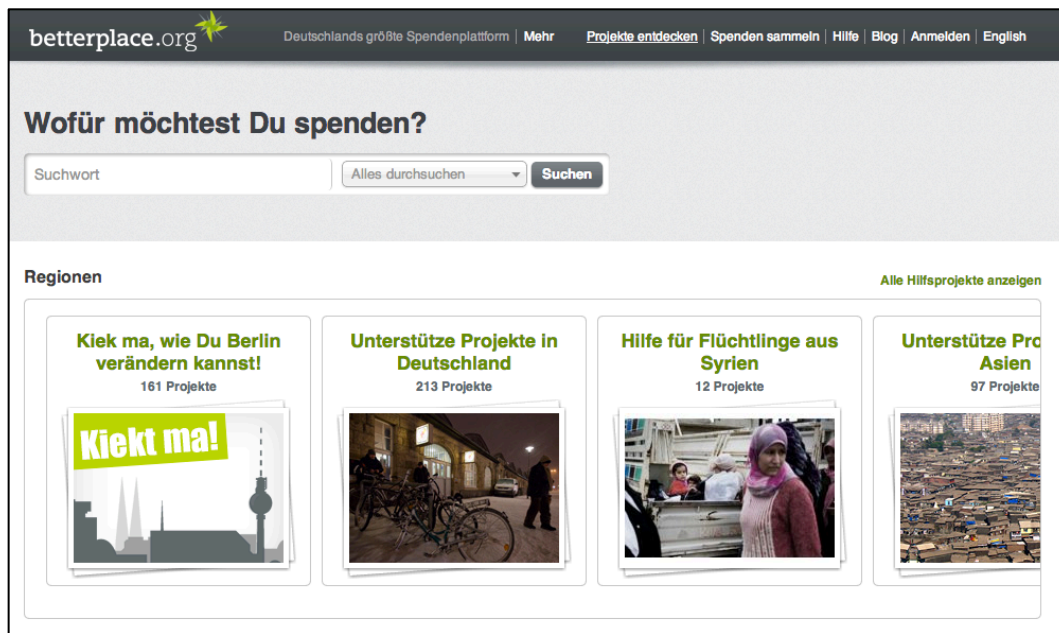 betterplace.org
Deutschlands größte Spendenplattform | Mehr
Projekte entdecken | Spenden sammeln | Hilfe | Blog | Anmelden | English
Wofür möchtest Du spenden?
Suchwort
Alles durchsuchen
Suchen
Regionen
Alle Hilfsprojekte anzeigen
Kiek ma, wie Du Berlin
verändern kannst!
161 Projekte
Kiekt ma!
Unterstütze Projekte in
Deutschland
213 Projekte
Hilfe für Flüchtlinge aus
Syrien
12 Projekte
Unterstütze Pro
Asien
97 Projekte